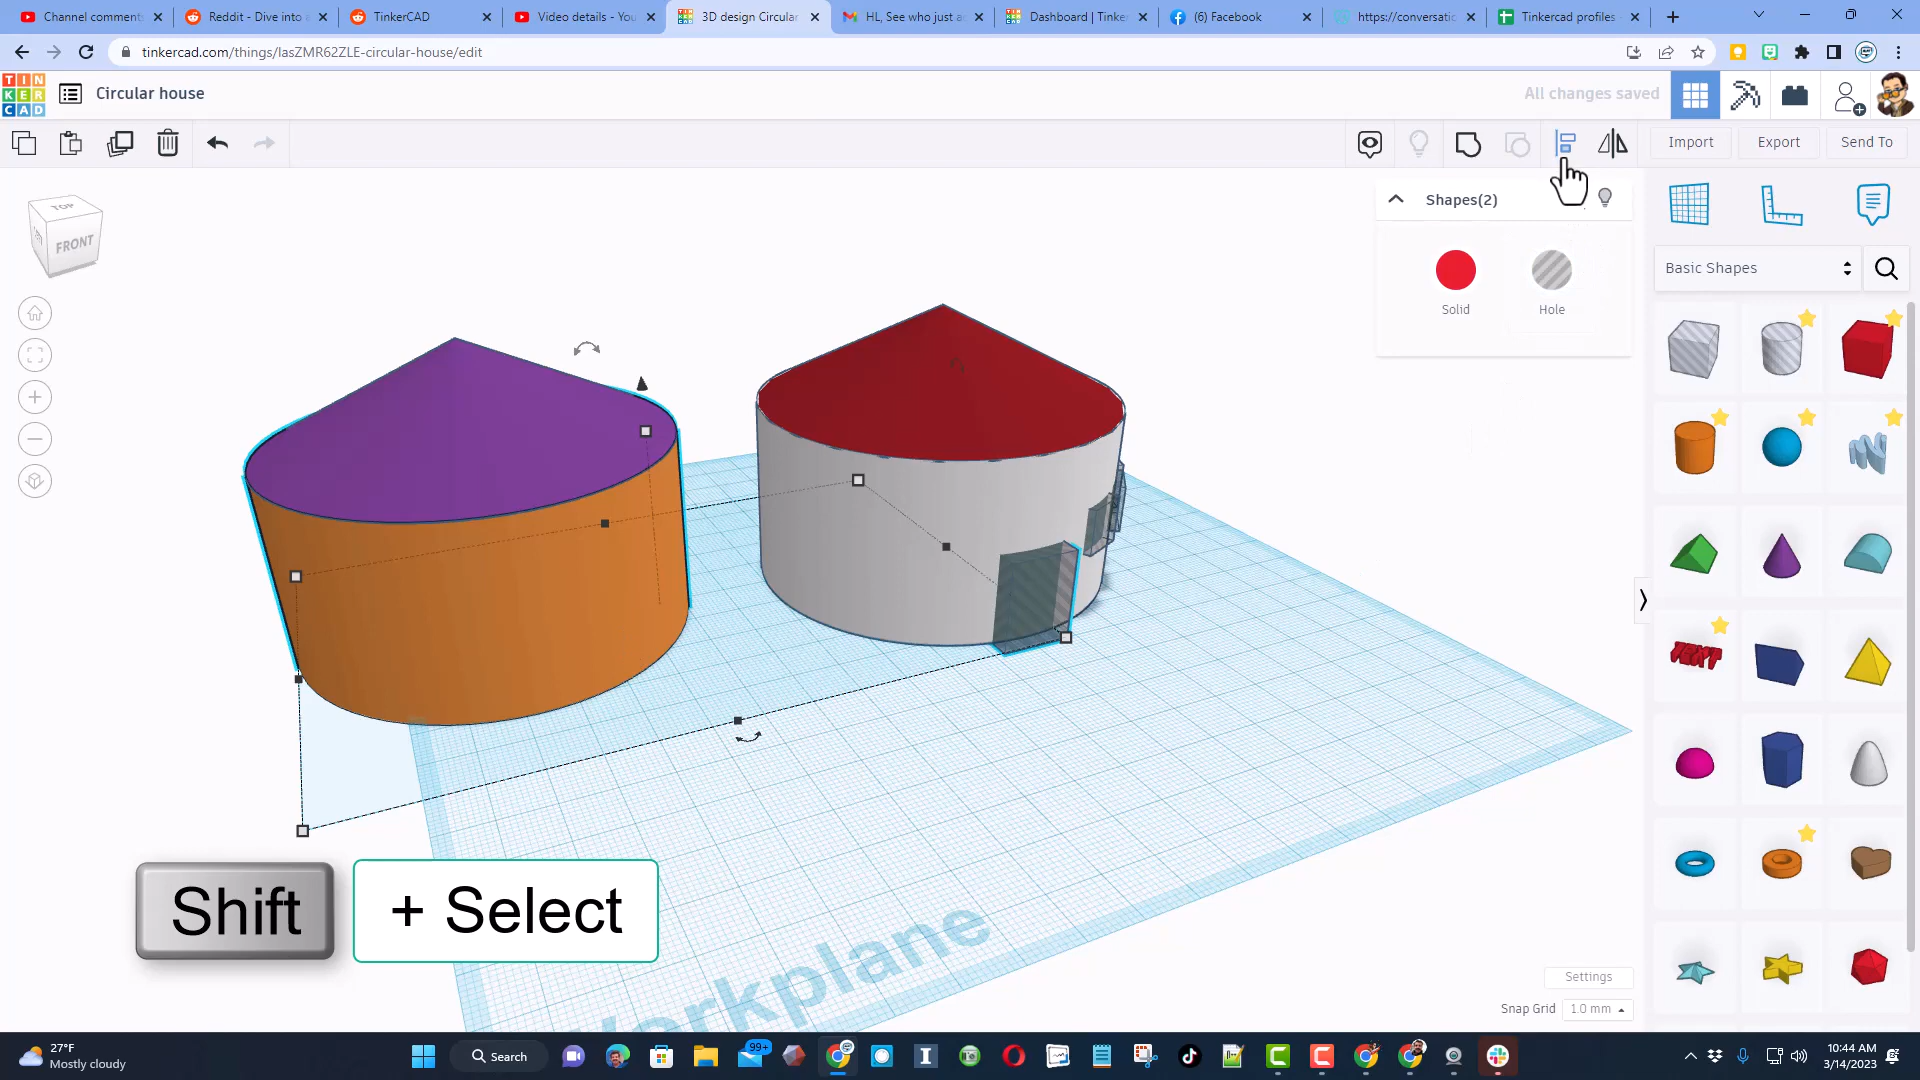 Channel comment
Reddit - Dive into a
TinkerCAD
Video details - You
3D design Circular
HL, See who just as
Dashboard | Tinke
(6) Facebook
https://conversatio
Tinkercad profiles -
tinkercad.com/things/lasZMR62ZLE-circular-house/edit
TIN
KER
CAD
Circular house
All changes saved
Import
Export
Send To
TOP
FRONT
Shapes(2)
Solid
Hole
Basic Shapes
TEXT
Shift
+ Select
Workplane
Settings
Snap Grid
1.0 mm
27°F
Mostly cloudy
Search
99+
10:44 AM
3/14/2023